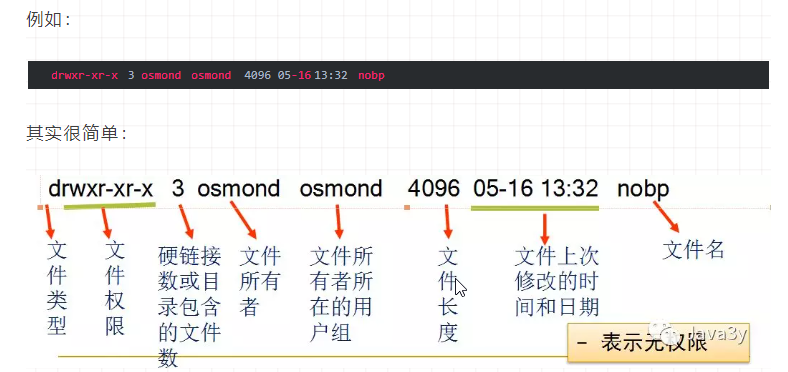 例如：
drwxr-xr-x 3 osmond osmond 4096 05-16 13:32 nobp
其实很简单：
drwxr-xr-x 3 osmond osmond 4096 05-16 13:32 nobp
文件类型
文件权限
硬链接
数或目
录包含
的文件
数
文件
所有
者
文件所
有者所
在的用
户组
文件长度
文件上次
修改的时
间和日期
文件名
- 表示无权限
Java3y